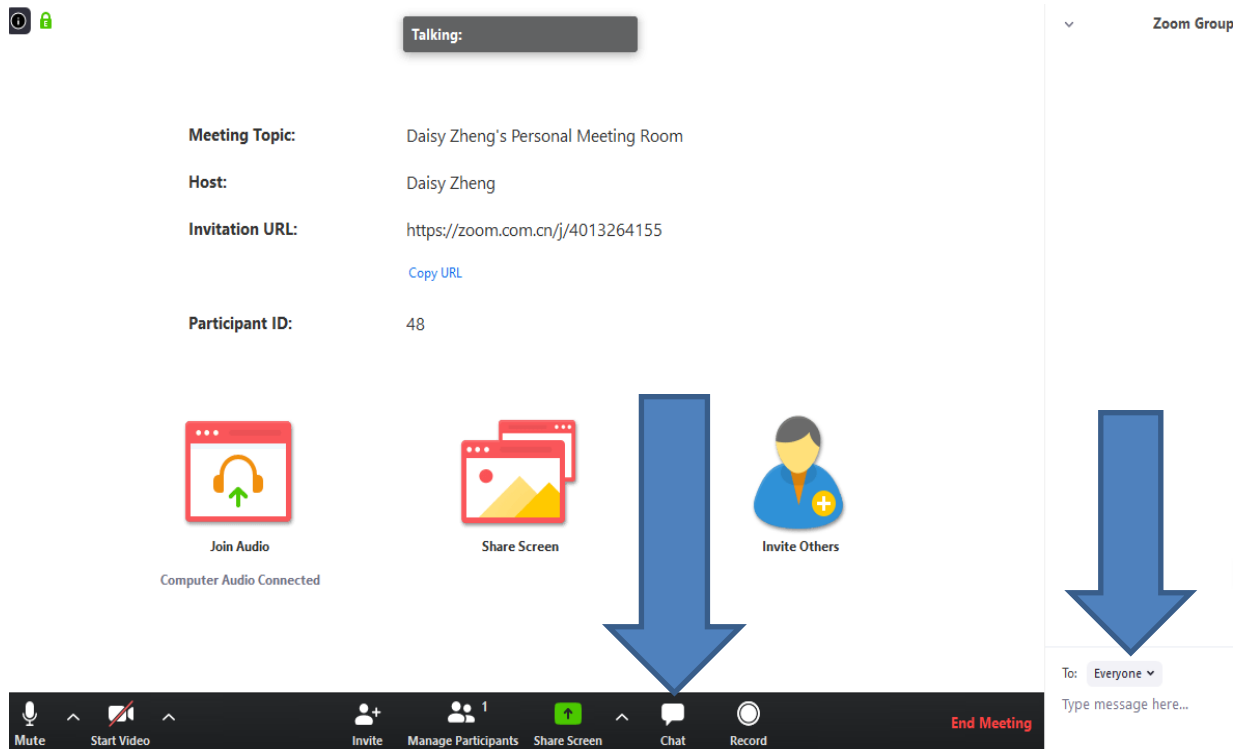 Talking:
Zoom Group
Meeting Topic: Daisy Zheng's Personal Meeting Room
Host: Daisy Zheng
Invitation URL: https://zoom.com.cn/j/4013264155
Copy URL
Participant ID: 48
Join Audio Share Screen Invite Others
Computer Audio Connected
To: Everyone
Type message here...
1
End Meeting
Mute Start Video Invite Manage Participants Share Screen Chat Record